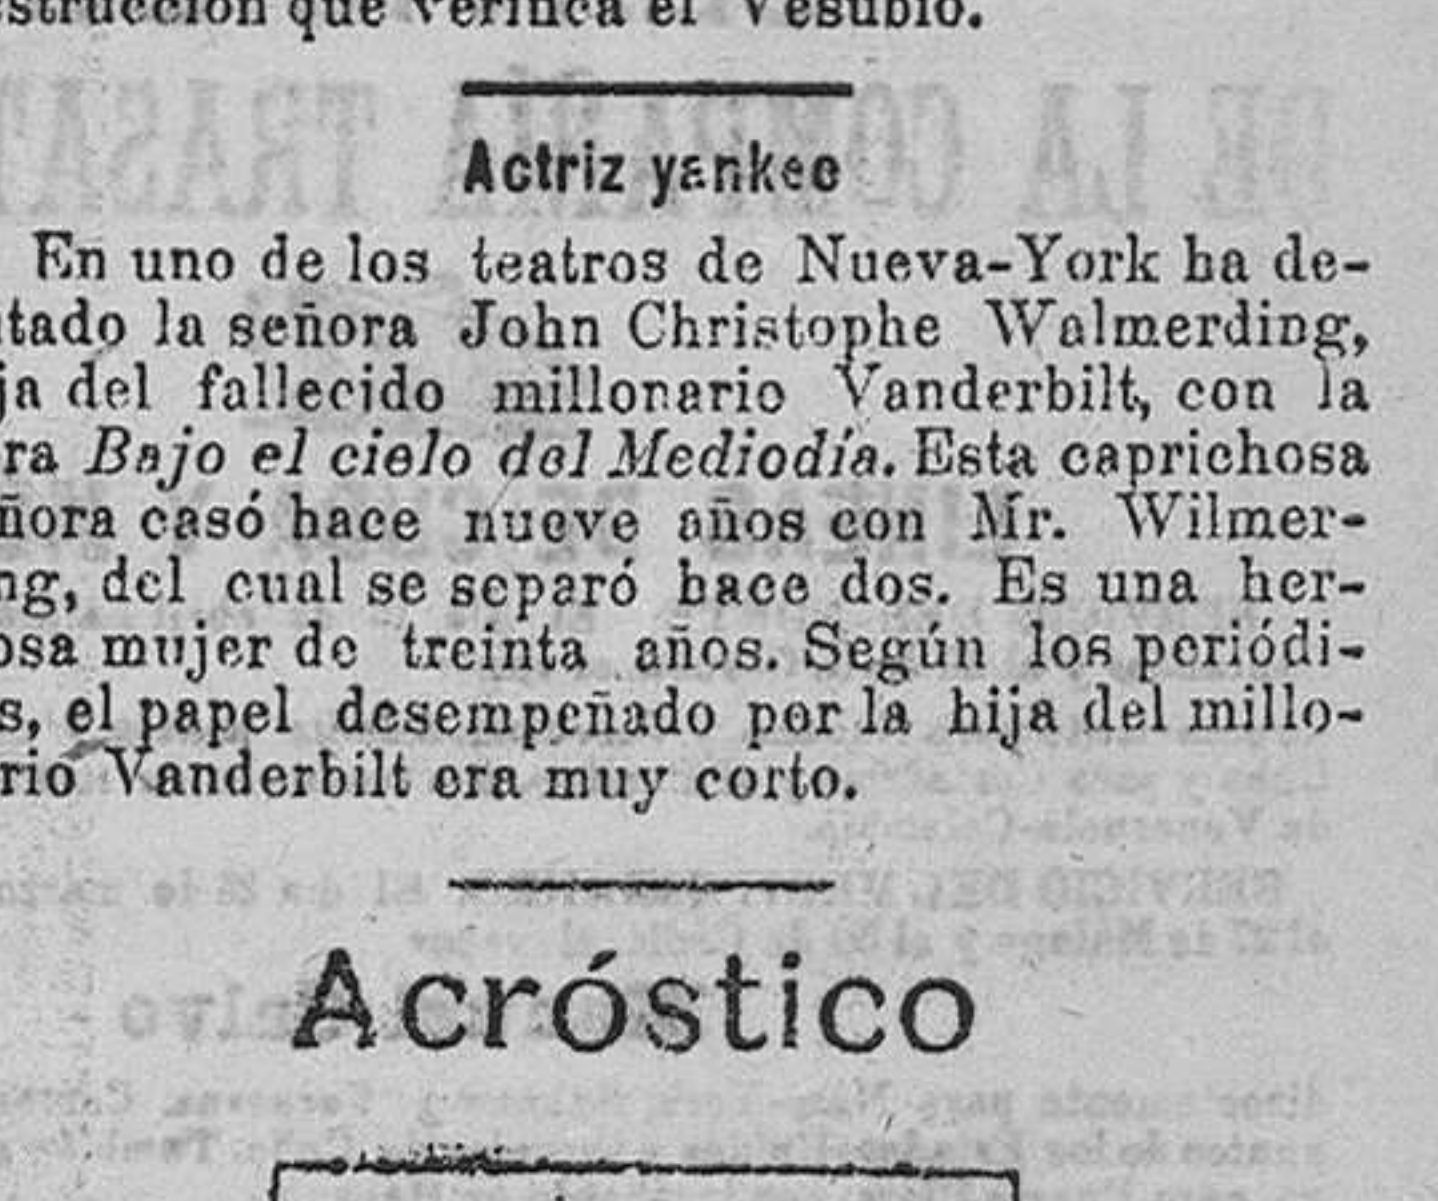 strucción que verifica el Vesubio.
Actriz yankee
En uno de los teatros de Nueva-York ha de-
tado la señora John Christophe Walmerding,
ja del fallecido millonario Vanderbilt, con la
ra Bajo el cielo del Mediodía. Esta caprichosa
ñora casó hace nueve años con Mr. Wilmer-
ng, del cual se separó hace dos. Es una her-
osa mujer de treinta años. Según los periódi-
s, el papel desempeñado por la hija del millo-
rio Vanderbilt era muy corto.
Acróstico